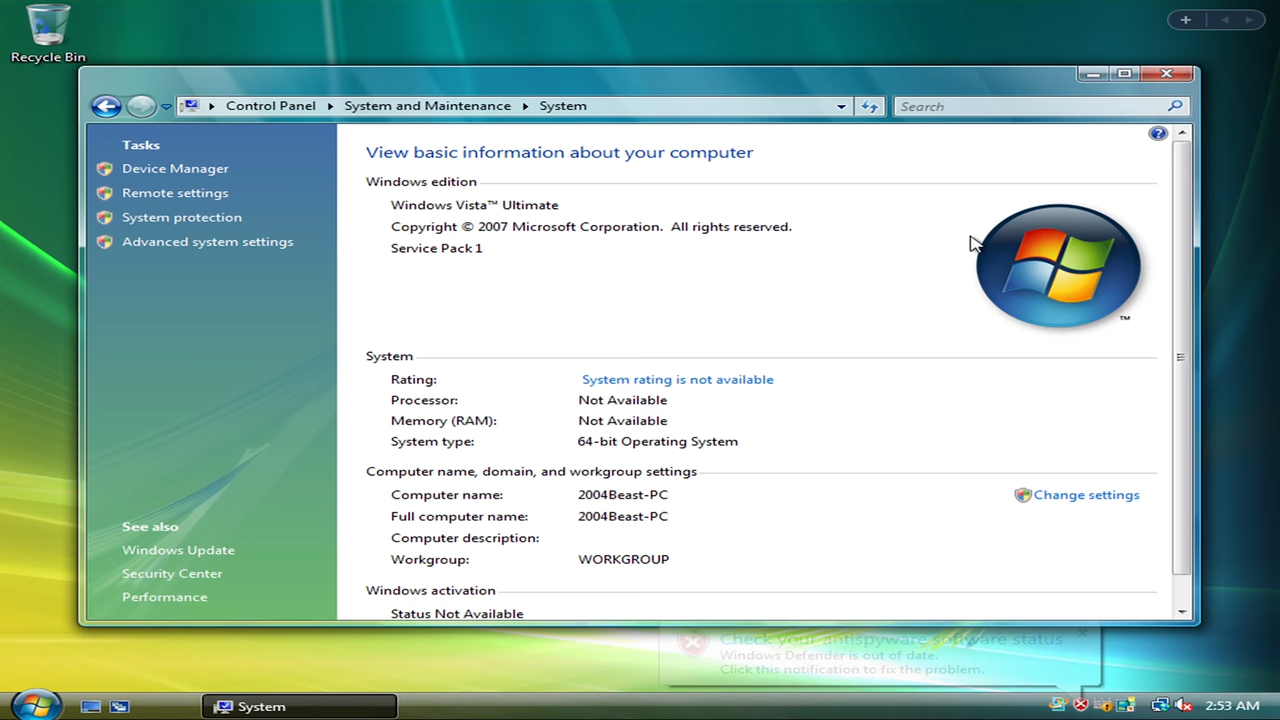 Recycle Bin
Control Panel System and Maintenance System
Search
Tasks
Device Manager
Remote settings
System protection
Advanced system settings
See also
Windows Update
Security Center
Performance
View basic information about your computer
Windows edition
Windows Vista™ Ultimate
Copyright © 2007 Microsoft Corporation. All rights reserved.
Service Pack 1
TM
System
Rating: System rating is not available
Processor: Not Available
Memory (RAM): Not Available
System type: 64-bit Operating System
Computer name, domain, and workgroup settings
Computer name: 2004Beast-PC
Change settings
Full computer name: 2004Beast-PC
Computer description:
Workgroup: WORKGROUP
Windows activation
Status Not Available
Check your antispyware software status
Windows Defender is out of date.
Click this notification to fix the problem.
System
2:53 AM